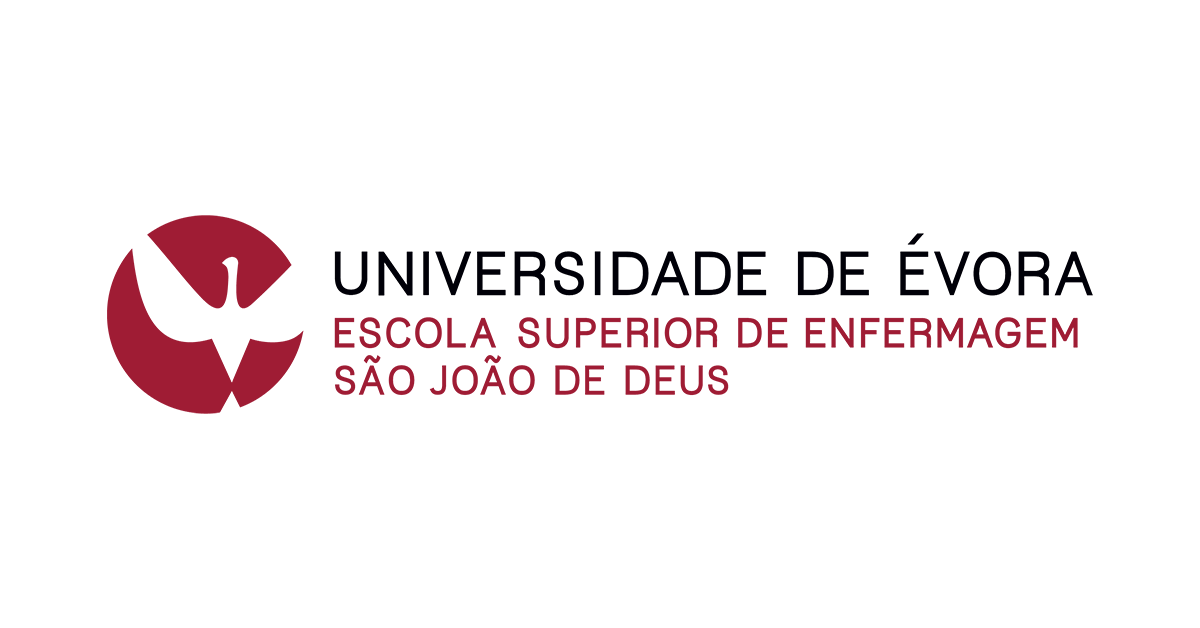 UNIVERSIDADE DE ÉVORA
ESCOLA SUPERIOR DE ENFERMAGEM
SÃO JOÃO DE DEUS